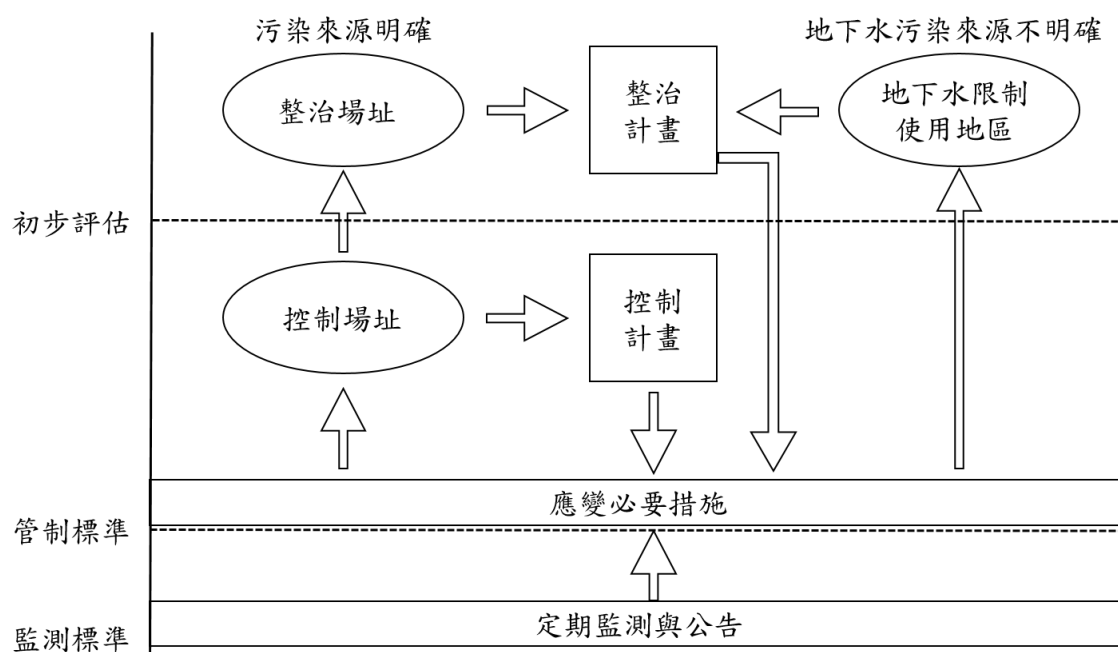 污染來源明確
地下水污染來源不明確
整治場址
整治
計畫
地下水限制
使用地區
初步評估
控制場址
控制
計畫
應變必要措施
管制標準
定期監測與公告
監測標準